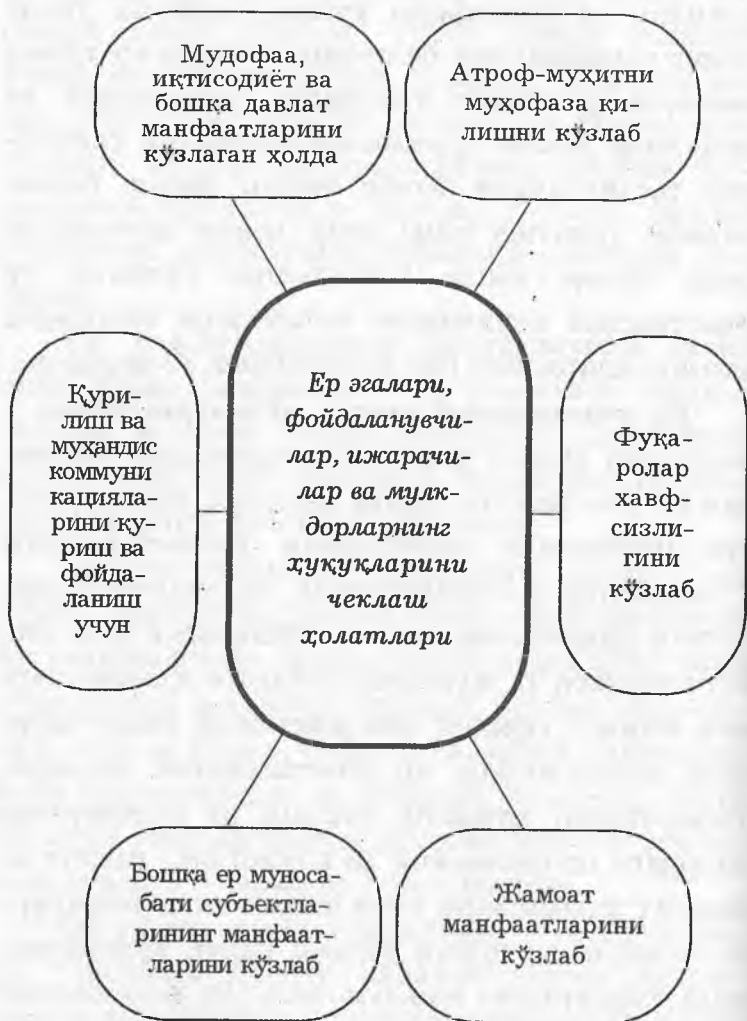 Мудофаа,
иқтисодиёт ва
бошқа давлат
манфаатларини
кўзлаган ҳолда
Атроф-муҳитни
муҳофаза қи-
лишни кўзлаб
Қури-
лиш ва
муҳандис
коммуни
кацияла-
рини қу-
риш ва
фойда-
ланиш
учун
Ер эгалари,
фойдаланувчи-
лар, ижарачи-
лар ва мулк-
дорларнинг
ҳуқуқларини
чеклаш
ҳолатлари
Фуқа-
ролар
хавф-
сизли-
гини
кўзлаб
Бошқа ер муноса-
бати субъектла-
рининг манфаат-
ларини кўзлаб
Жамоат
манфаатларини
кўзлаб